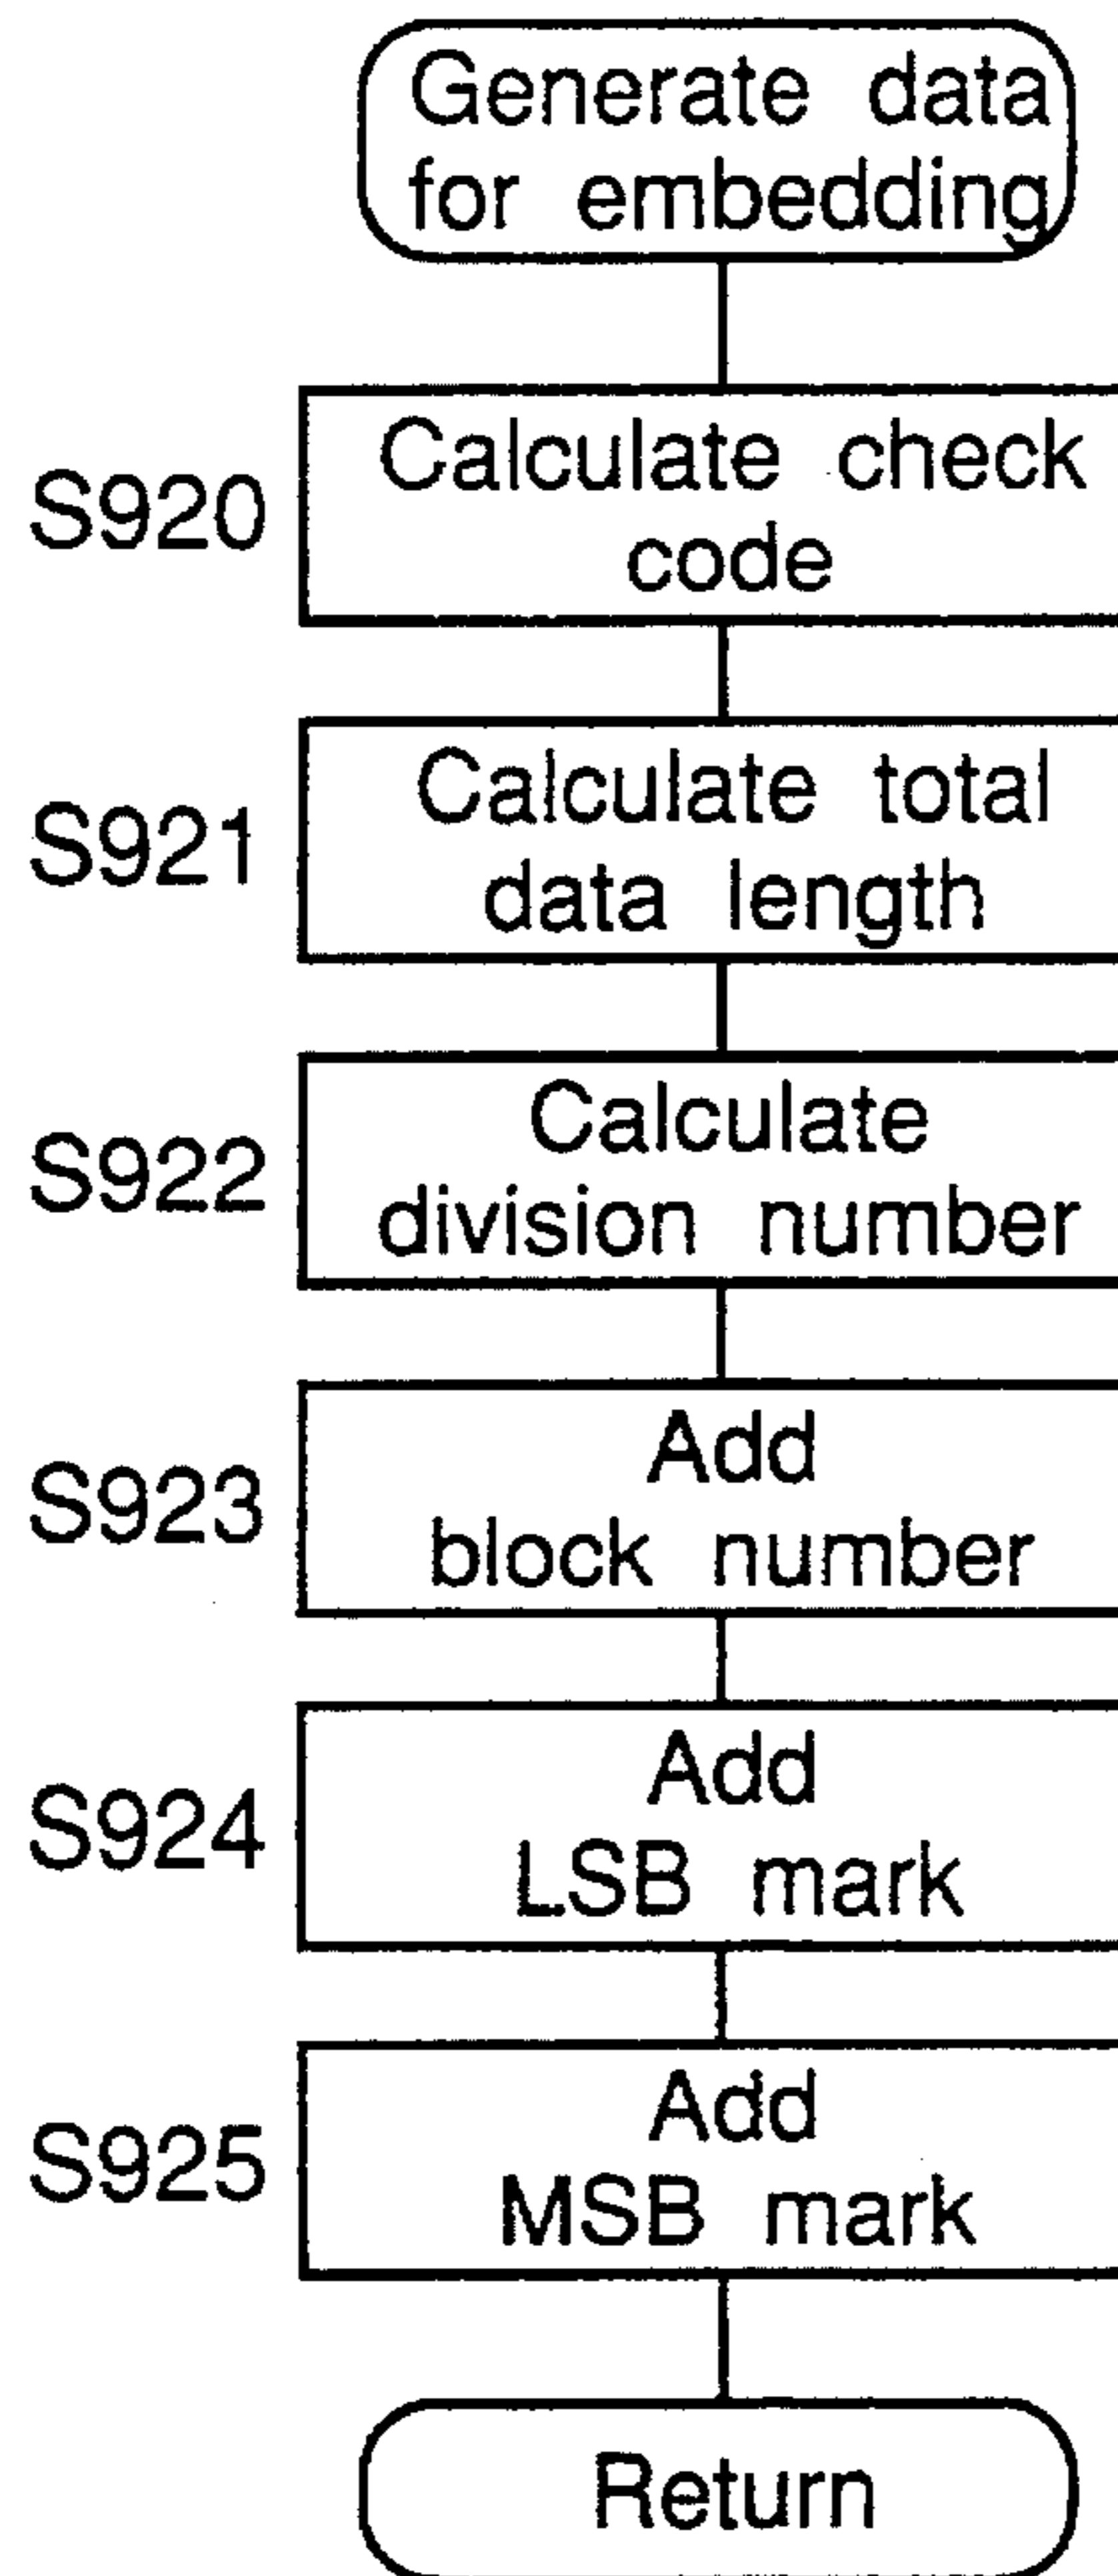 Generate data
for embedding
S920
Calculate check
code
S921
Calculate total
data length
S922
Calculate
division number
S923
Add
block number
S924
Add
LSB mark
S925
Add
MSB mark
Return